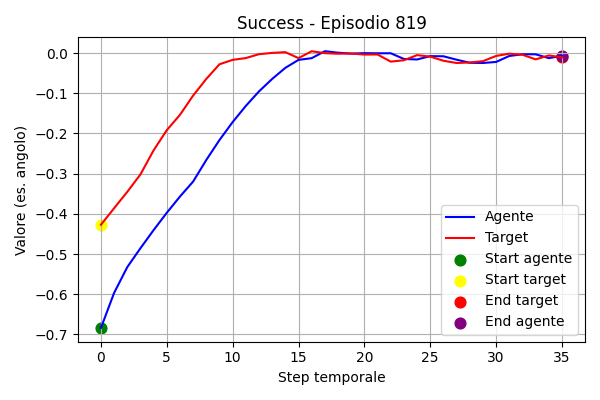 Success - Episodio 819
Valore (es. angolo)
0.0
−0.1
−0.2
−0.3
−0.4
−0.5
−0.6
−0.7
Agente
Target
Start agente
Start target
End target
End agente
0 5 10 15 20 25 30 35
Step temporale